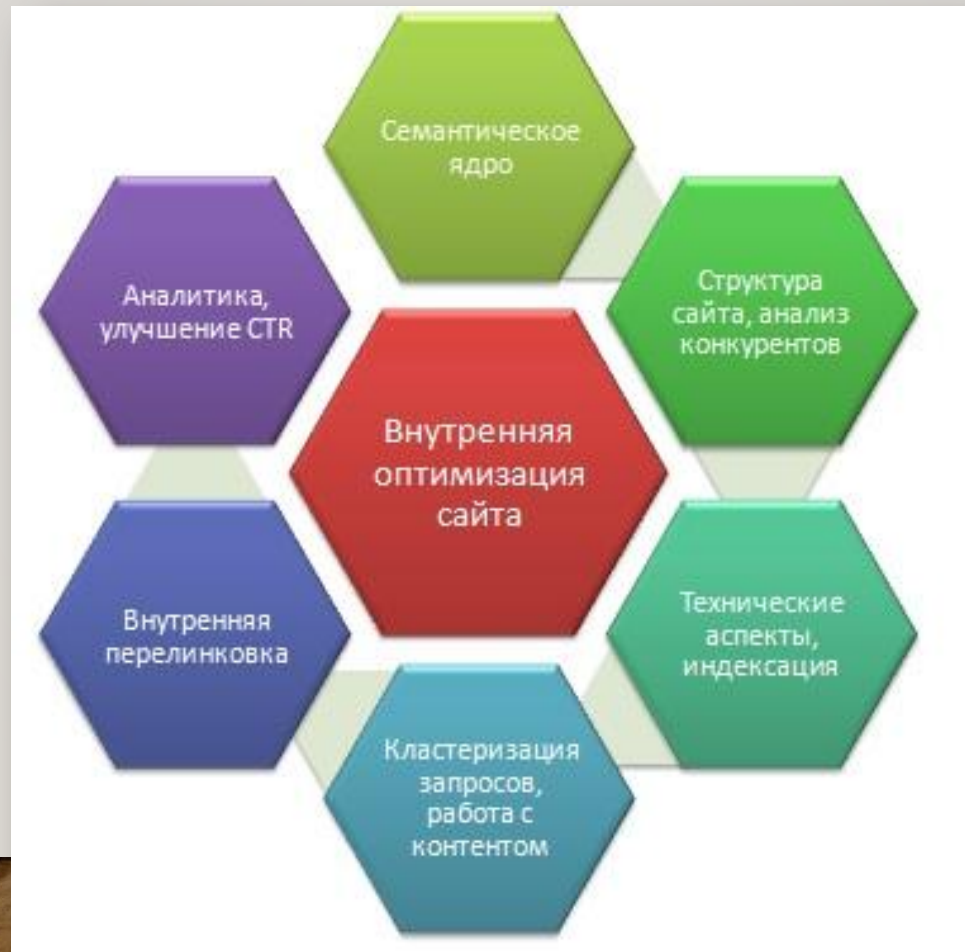 Семантическое
ядро
Структура
сайта, анализ
конкурентов
Технические
аспекты,
индексация
Кластеризация
запросов,
работа с
контентом
Внутренняя
перелинковка
Аналитика,
улучшение CTR
Внутренняя
оптимизация
сайта